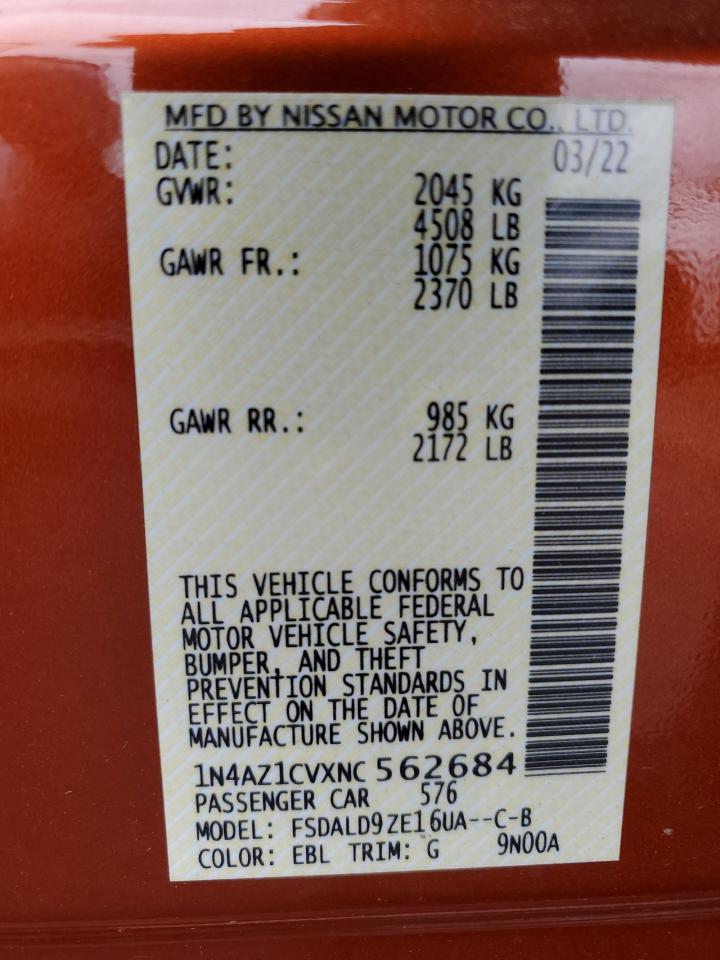 MFD BY NISSAN MOTOR CO., LTD.
DATE: 03/22
GVWR: 2045 KG
4508 LB
GAWR FR.: 1075 KG
2370 LB
GAWR RR.: 985 KG
2172 LB
THIS VEHICLE CONFORMS TO
ALL APPLICABLE FEDERAL
MOTOR VEHICLE SAFETY,
BUMPER, AND THEFT
PREVENTION STANDARDS IN
EFFECT ON THE DATE OF
MANUFACTURE SHOWN ABOVE.
1N4AZ1CVXNC 562684
PASSENGER CAR 576
MODEL: FSDALD9ZE16UA--C-B
COLOR: EBL TRIM: G 9N00A